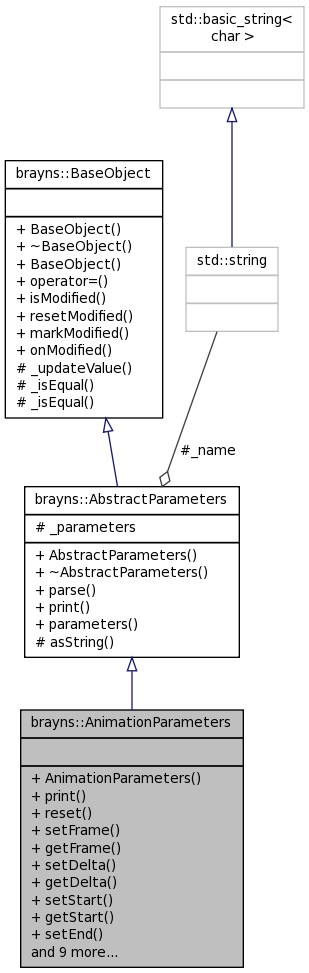 std::basic_string<
char >
brayns::BaseObject
+ BaseObject()
+ ~BaseObject()
+ BaseObject()
+ operator=()
+ isModified()
+ resetModified()
+ markModified()
+ onModified()
# _updateValue()
# _isEqual()
# _isEqual()
std::string
#_name
brayns::AbstractParameters
# _parameters
+ AbstractParameters()
+ ~AbstractParameters()
+ parse()
+ print()
+ parameters()
# asString()
brayns::AnimationParameters
+ AnimationParameters()
+ print()
+ reset()
+ setFrame()
+ getFrame()
+ setDelta()
+ getDelta()
+ setStart()
+ getStart()
+ setEnd()
and 9 more...